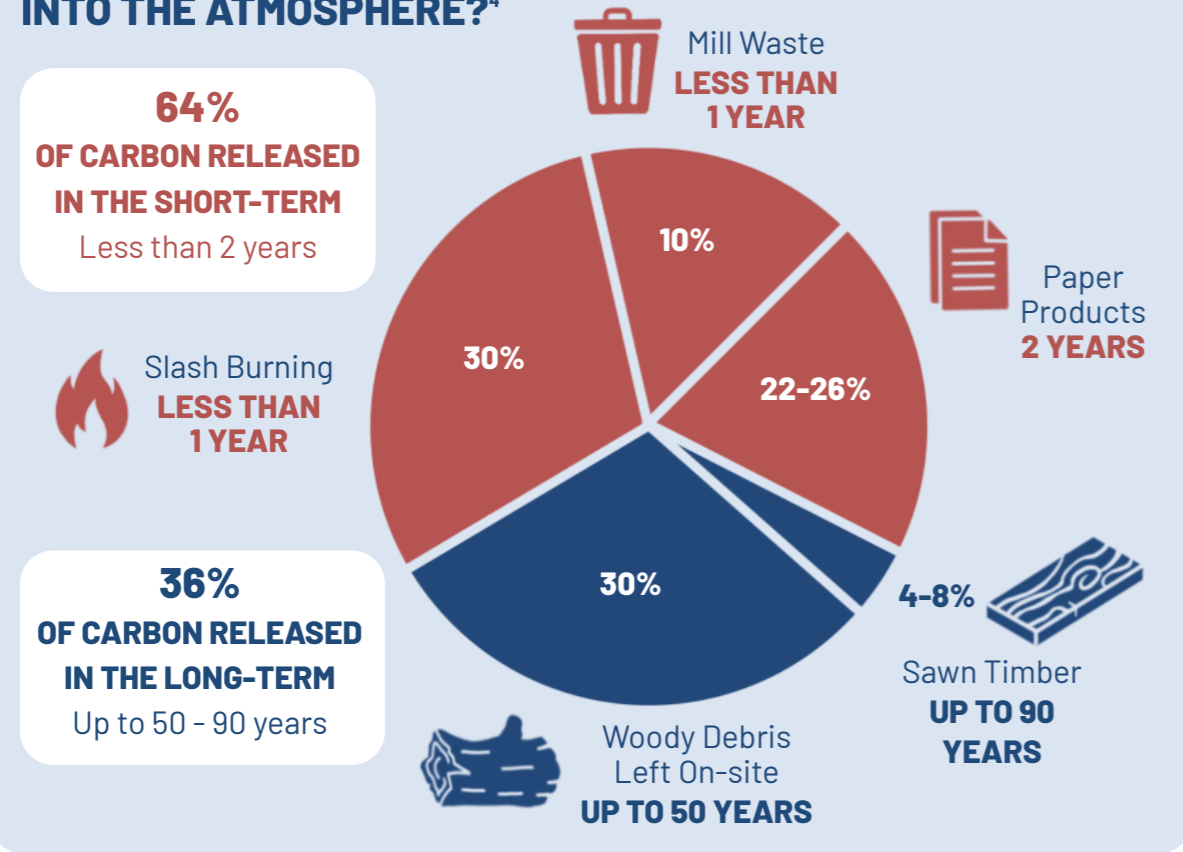 INTO THE ATMOSPHERE?⁴
64%
OF CARBON RELEASED
IN THE SHORT-TERM
Less than 2 years
Mill Waste
LESS THAN
1 YEAR
10%
Paper
Products
2 YEARS
22-26%
30%
Slash Burning
LESS THAN
1 YEAR
36%
OF CARBON RELEASED
IN THE LONG-TERM
Up to 50 - 90 years
30%
4-8%
Sawn Timber
UP TO 90
YEARS
Woody Debris
Left On-site
UP TO 50 YEARS